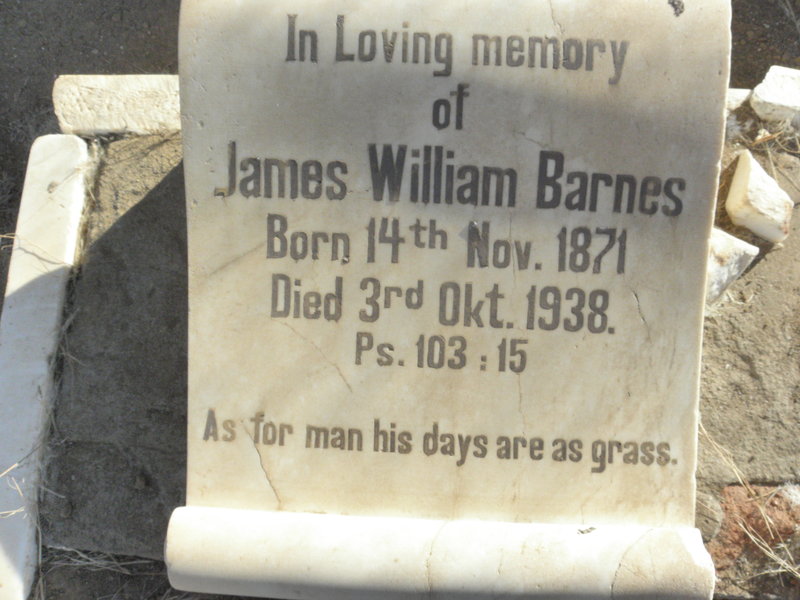 In Loving memory
of
James William Barnes
Born 14th Nov. 1871
Died 3rd Okt. 1938.
Ps. 103 : 15
As for man his days are as grass.